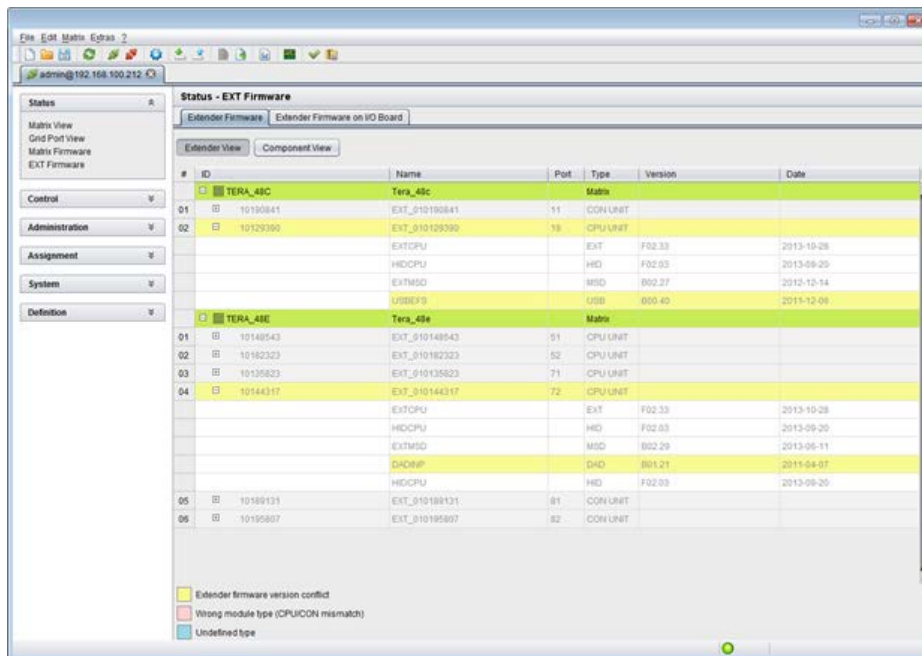 File Edit Matrix Extras ?
admin@192.168.100.212
Status
Matrix View
Grid Port View
Matrix Firmware
EXT Firmware
Control
Administration
Assignment
System
Definition
Status - EXT Firmware
Extender Firmware Extender Firmware on I/O Board
Extender View Component View
# ID Name Port Type Version Date
TERA_48C Tera_48c Matrix
01 10190841 EXT_010190841 11 CON UNIT
02 10129390 EXT_010129390 18 CPU UNIT
EXTCPU EXT F02.33 2013-10-28
HIDCPU HID F02.03 2013-09-20
EXTMSD MSD B02.27 2012-12-14
USBEFS USB B00.40 2011-12-06
TERA_48E Tera_48e Matrix
01 10148543 EXT_010148543 51 CPU UNIT
02 10182323 EXT_010182323 52 CPU UNIT
03 10135823 EXT_010135823 71 CPU UNIT
04 10144317 EXT_010144317 72 CPU UNIT
EXTCPU EXT F02.33 2013-10-28
HIDCPU HID F02.03 2013-09-20
EXTMSD MSD B02.29 2013-06-11
DADINP DAD B01.21 2011-04-07
HIDCPU HID F02.03 2013-09-20
05 10189131 EXT_010189131 81 CON UNIT
06 10195807 EXT_010195807 82 CON UNIT
Extender firmware version conflict
Wrong module type (CPU/CON mismatch)
Undefined type